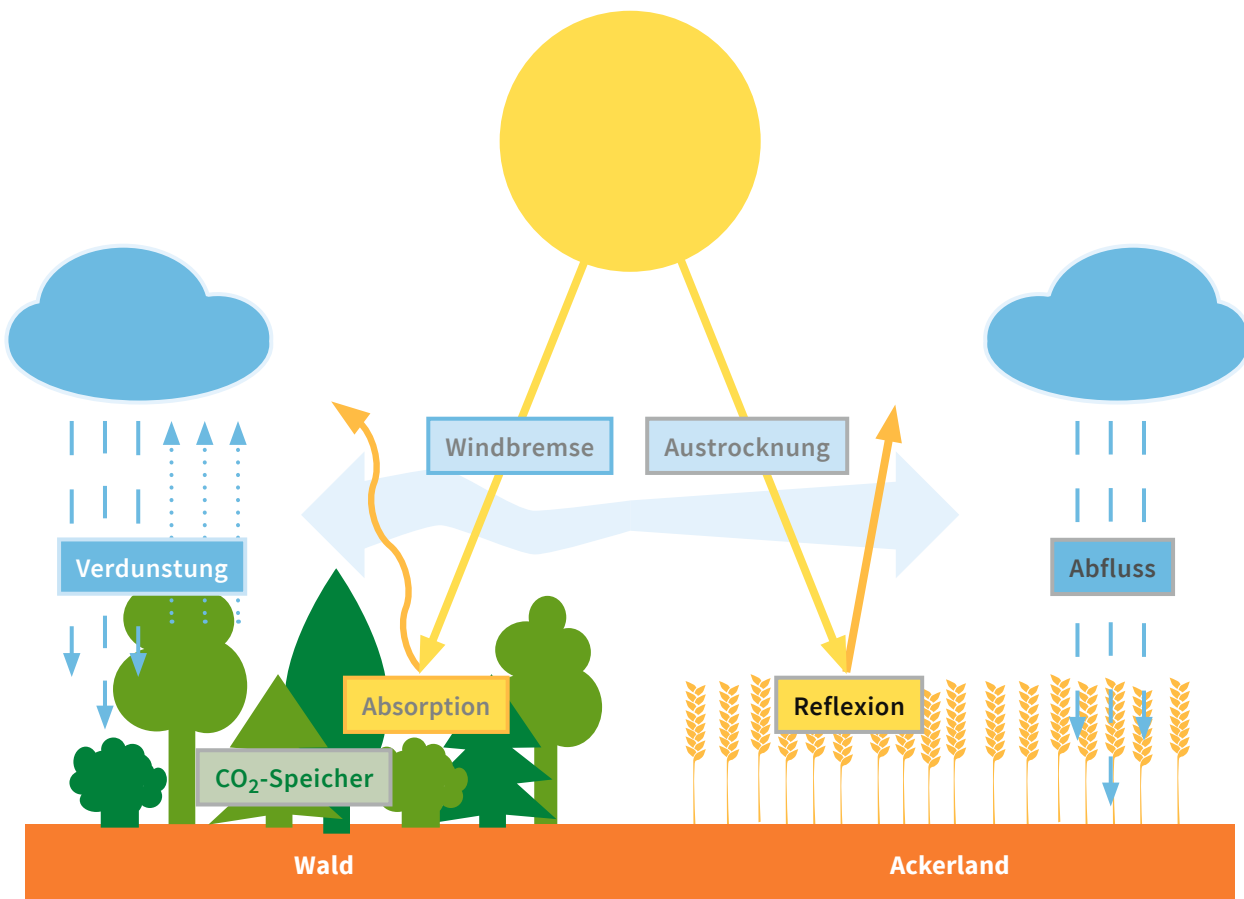 Windbremse
Austrocknung
Verdunstung
Abfluss
Absorption
Reflexion
CO₂-Speicher
Wald
Ackerland